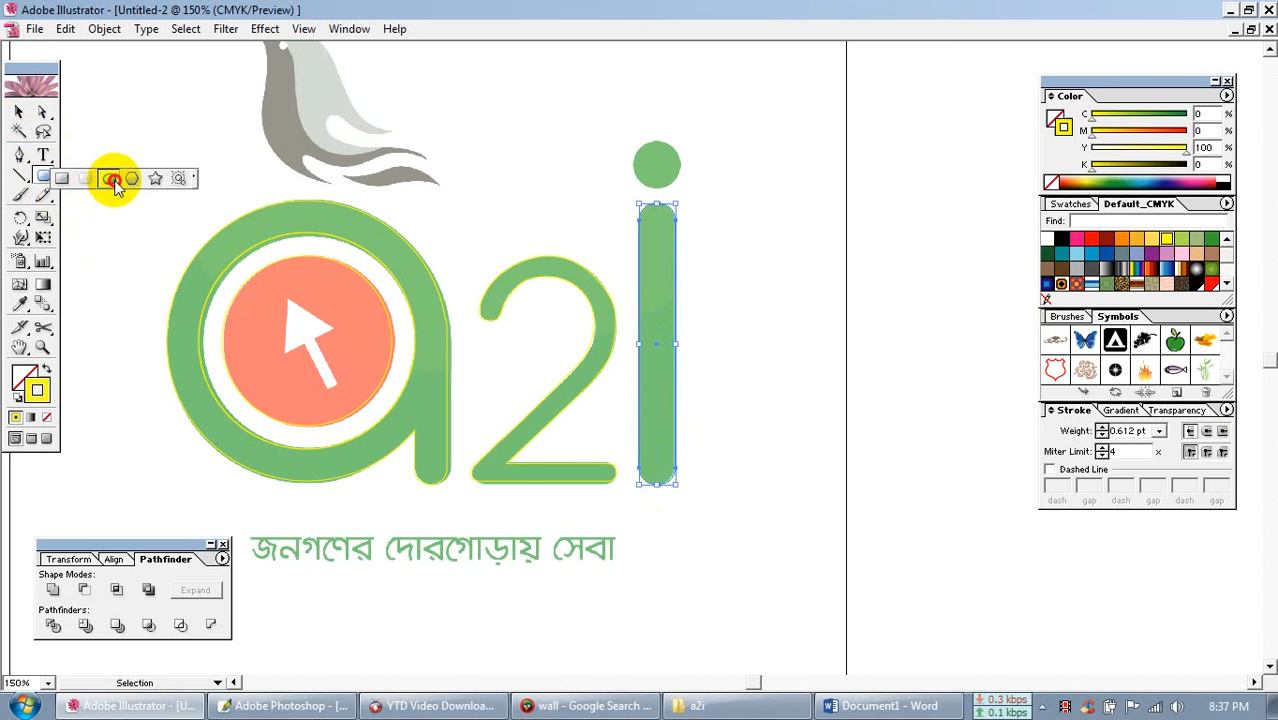 Adobe Illustrator - [Untitled-2 @ 150% (CMYK/Preview) ]
File Edit Object Type Select Filter Effect View Window Help
Color
C 0 %
M 0 %
Y 100 %
K 0 %
Swatches Default_CMYK
Find:
Brushes Symbols
Stroke Gradient Transparency
Weight: 0.612 pt
Miter Limit: 4 x
Dashed Line
dash gap dash gap dash gap
a2i
জনগণের দোরগোড়ায় সেবা
Transform Align Pathfinder
Shape Modes:
Expand
Pathfinders:
150% Selection
Adobe Illustrator - [U... Adobe Photoshop - [... YTD Video Downloa... wall - Google Search ... a2i Document1 - Word 0.3 kbps 8:37 PM
0.1 kbps